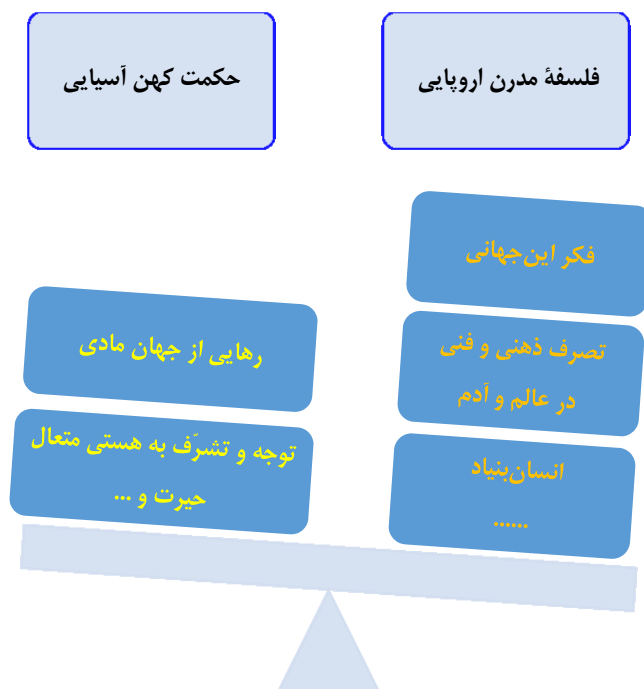 فلسفهٔ مدرن اروپایی
حکمت کهن آسیایی
فکر این‌جهانی
تصرف ذهنی و فنی
در عالم و آدم
انسان‌بنیاد
......
رهایی از جهان مادی
توجه و تشرّف به هستی متعال
حیرت و ...